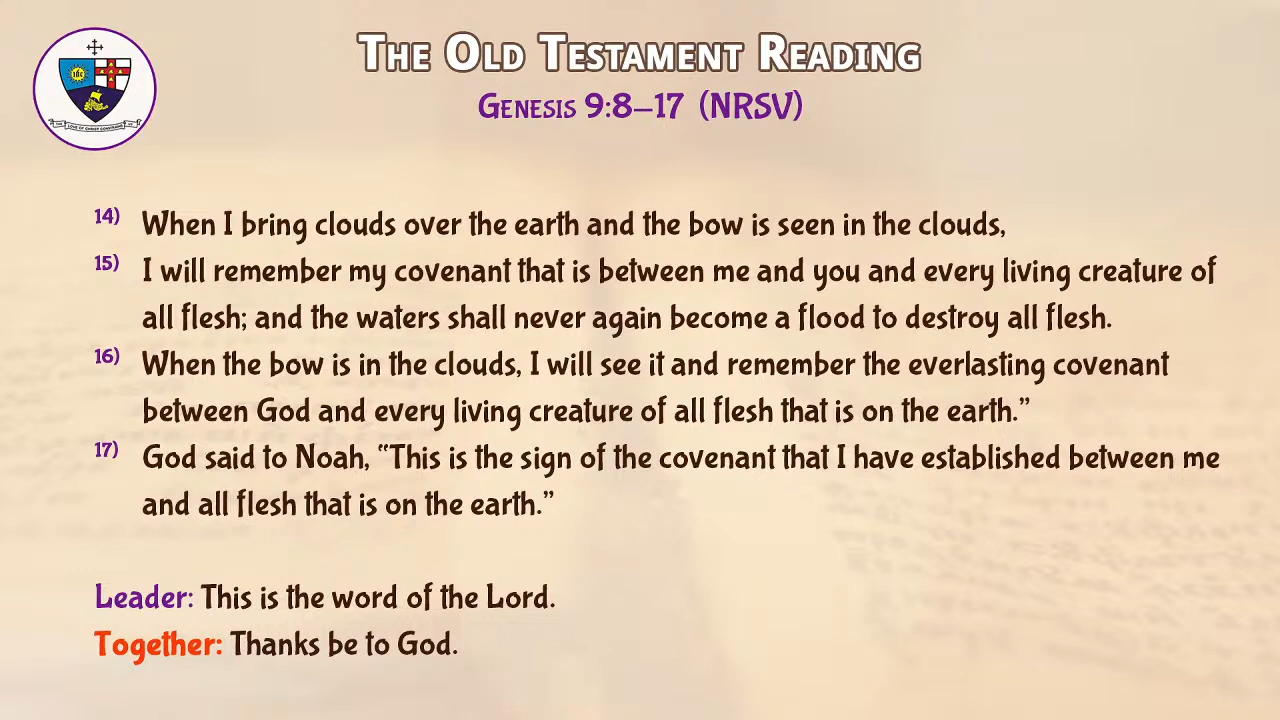 THE OLD TESTAMENT READING
GENESIS 9:8–17 (NRSV)
14) When I bring clouds over the earth and the bow is seen in the clouds,
15) I will remember my covenant that is between me and you and every living creature of
all flesh; and the waters shall never again become a flood to destroy all flesh.
16) When the bow is in the clouds, I will see it and remember the everlasting covenant
between God and every living creature of all flesh that is on the earth.”
17) God said to Noah, “This is the sign of the covenant that I have established between me
and all flesh that is on the earth.”
Leader: This is the word of the Lord.
Together: Thanks be to God.